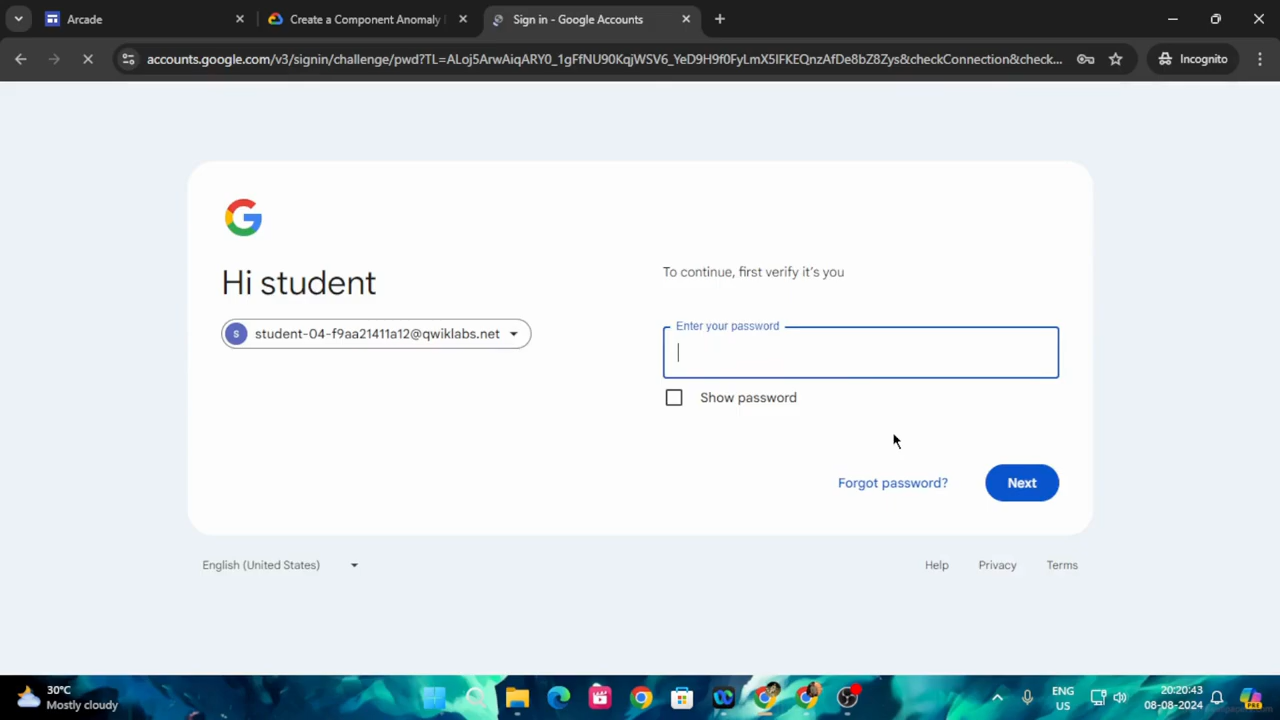 Arcade
Create a Component Anomaly
Sign in - Google Accounts
accounts.google.com/v3/signin/challenge/pwd?TL=ALoj5ArwAiqARY0_1gFfNU90KqjWSV6_YeD9H9f0FyLmX5IFKEQnzAfDe8bZ8Zys&checkConnection&check...
Incognito
Hi student
s
student-04-f9aa21411a12@qwiklabs.net
To continue, first verify it's you
Enter your password
Show password
Forgot password?
Next
English (United States)
Help
Privacy
Terms
30°C
Mostly cloudy
ENG
US
20:20:43
08-08-2024
PRE